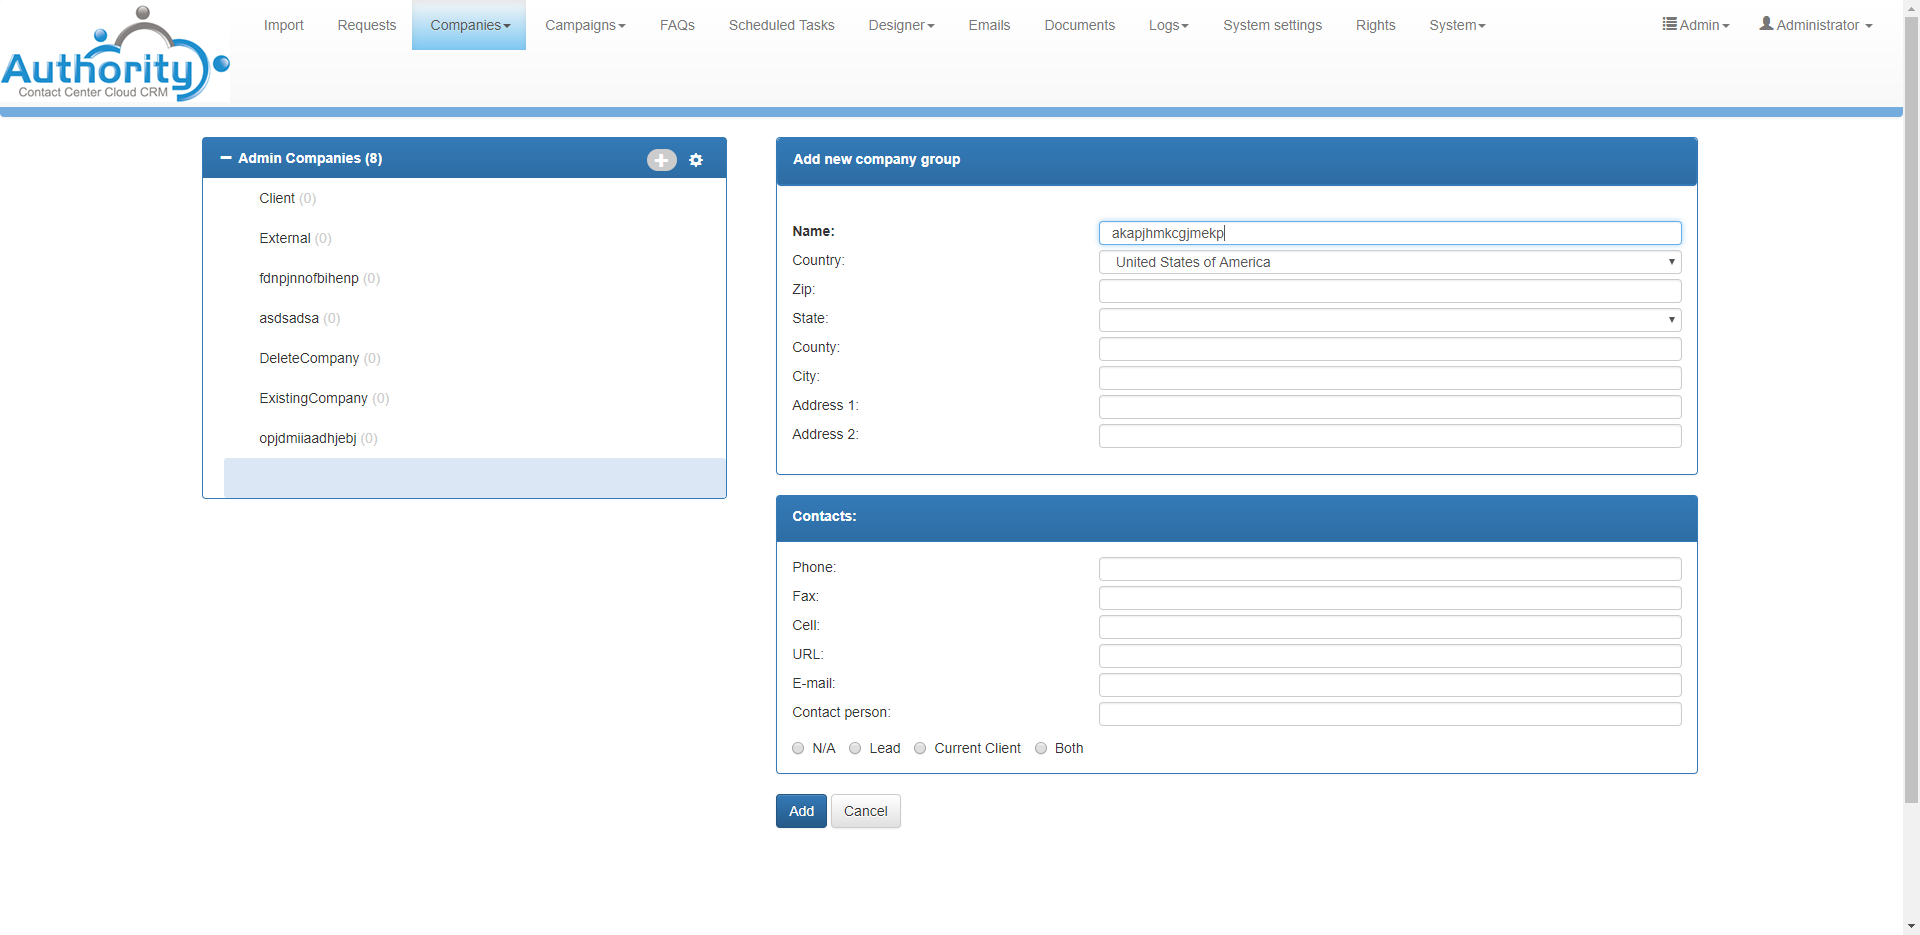 Authority
Contact Center Cloud CRM
Import Requests Companies Campaigns FAQs Scheduled Tasks Designer Emails Documents Logs System settings Rights System Admin Administrator
Admin Companies (8)
Client (0)
External (0)
fdnpjnnofbihenp (0)
asdsadsa (0)
DeleteCompany (0)
ExistingCompany (0)
opjdmiiaadhjebj (0)
Add new company group
Name: akapjhmkcgjmekp
Country: United States of America
Zip:
State:
County:
City:
Address 1:
Address 2:
Contacts:
Phone:
Fax:
Cell:
URL:
E-mail:
Contact person:
N/A Lead Current Client Both
Add Cancel